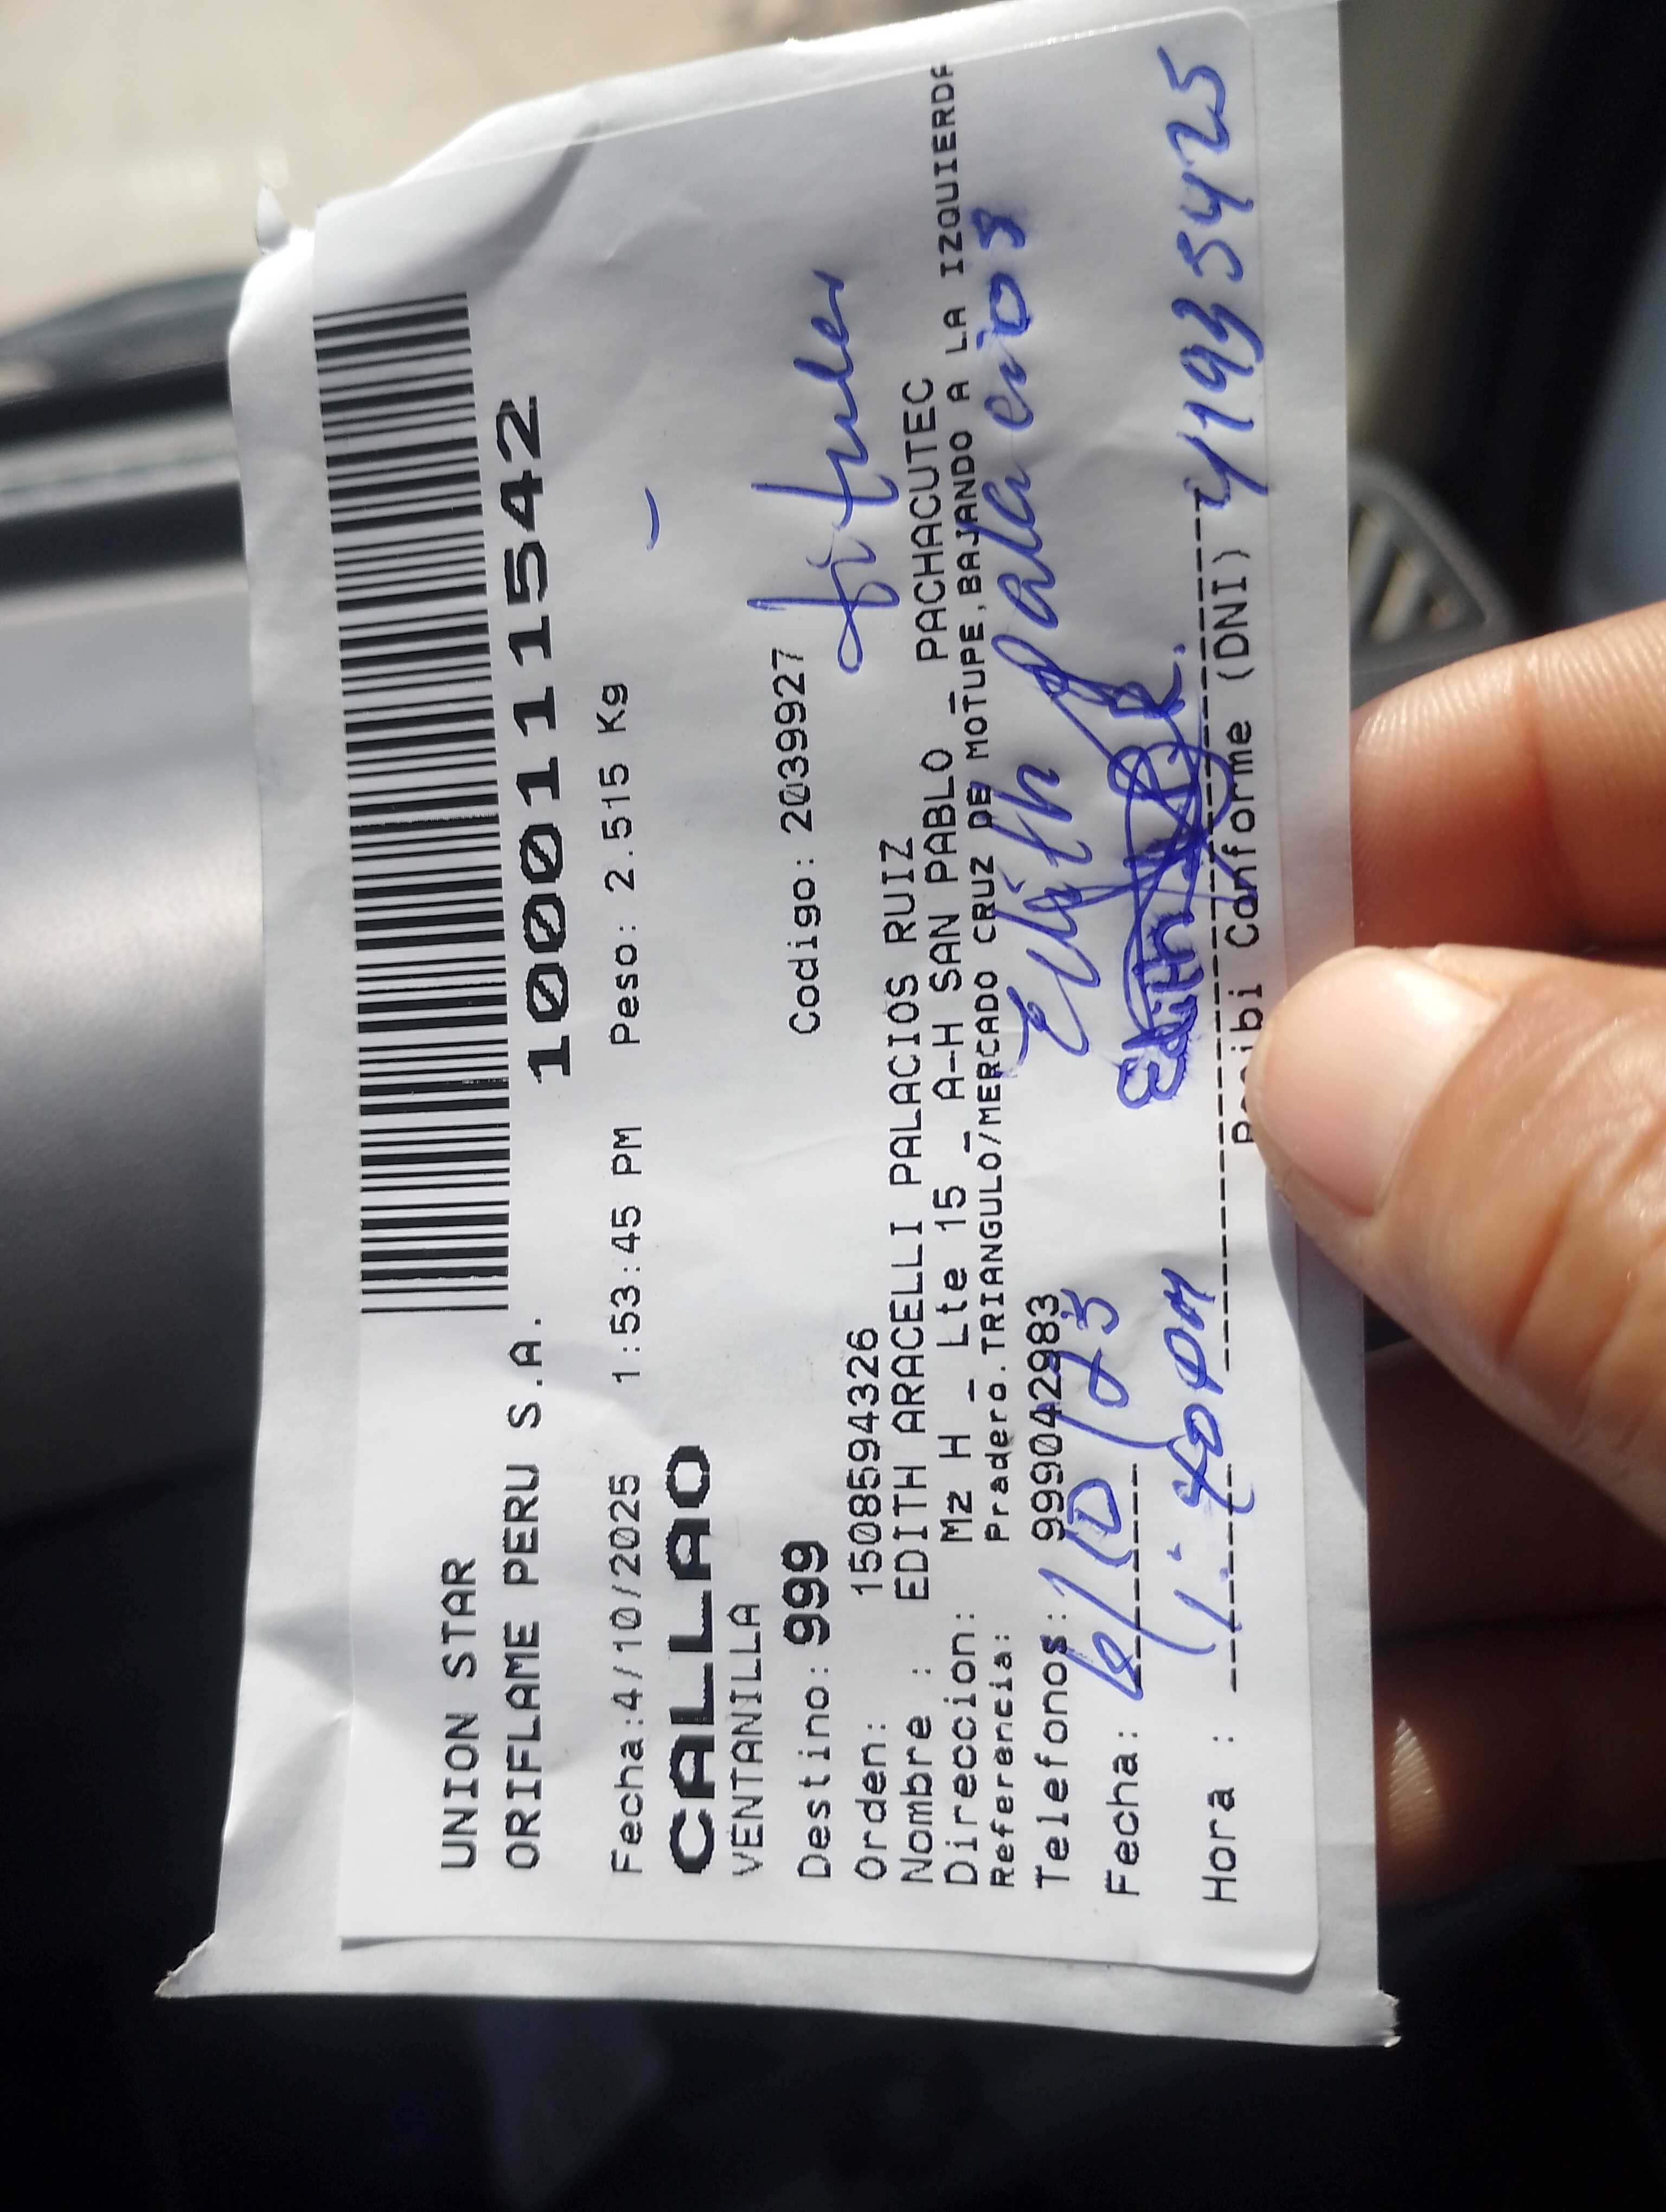 UNION STAR
ORIFLAME PERU S.A.
10011542
Fecha:4/10/2025 1:53:45 PM Peso: 2.515 Kg
CALLAO
VENTANILLA
Destino: 999 Codigo: 2039927
titular
Orden: 1508594326
Nombre : EDITH ARACELLI PALACIOS RUIZ
Direccion: Mz H - Lte 15 - A-H SAN PABLO - PACHACUTEC
Referencia: Pradero.TRIANGULO/MERCADO CRUZ DE MOTUPE,BAJANDO A LA IZQUIERDA
Telefonos: 999042983
Edith Palacios
Fecha: 6/10/25
Edith
Hora : 1:40pm
41935425
Recibi Conforme (DNI)